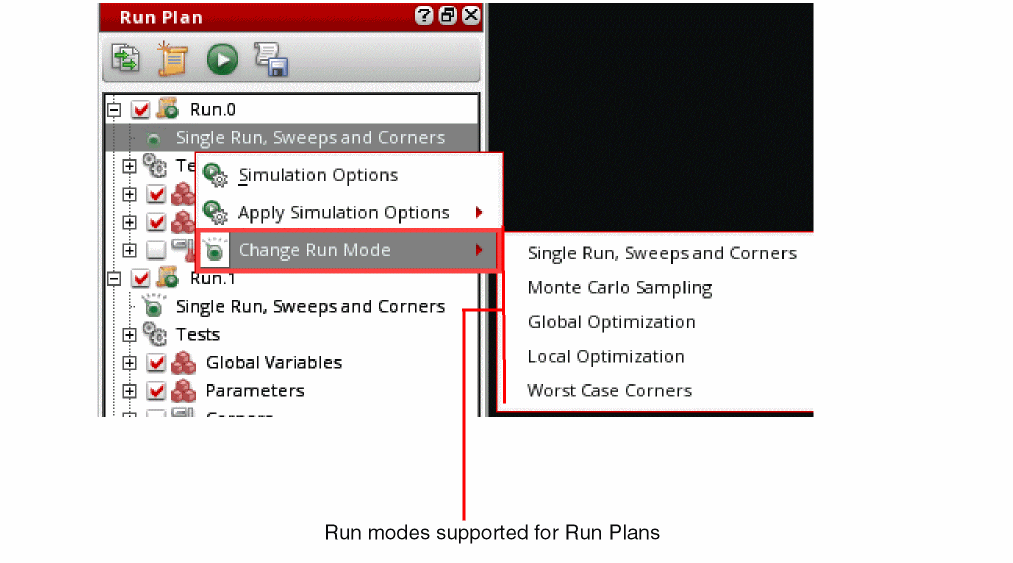 Run Plan
Run.0
Single Run, Sweeps and Corners
Te
Simulation Options
Apply Simulation Options
Change Run Mode
Single Run, Sweeps and Corners
Monte Carlo Sampling
Global Optimization
Local Optimization
Worst Case Corners
Run.1
Single Run, Sweeps and Corners
Tests
Global Variables
Parameters
Corners
Run modes supported for Run Plans